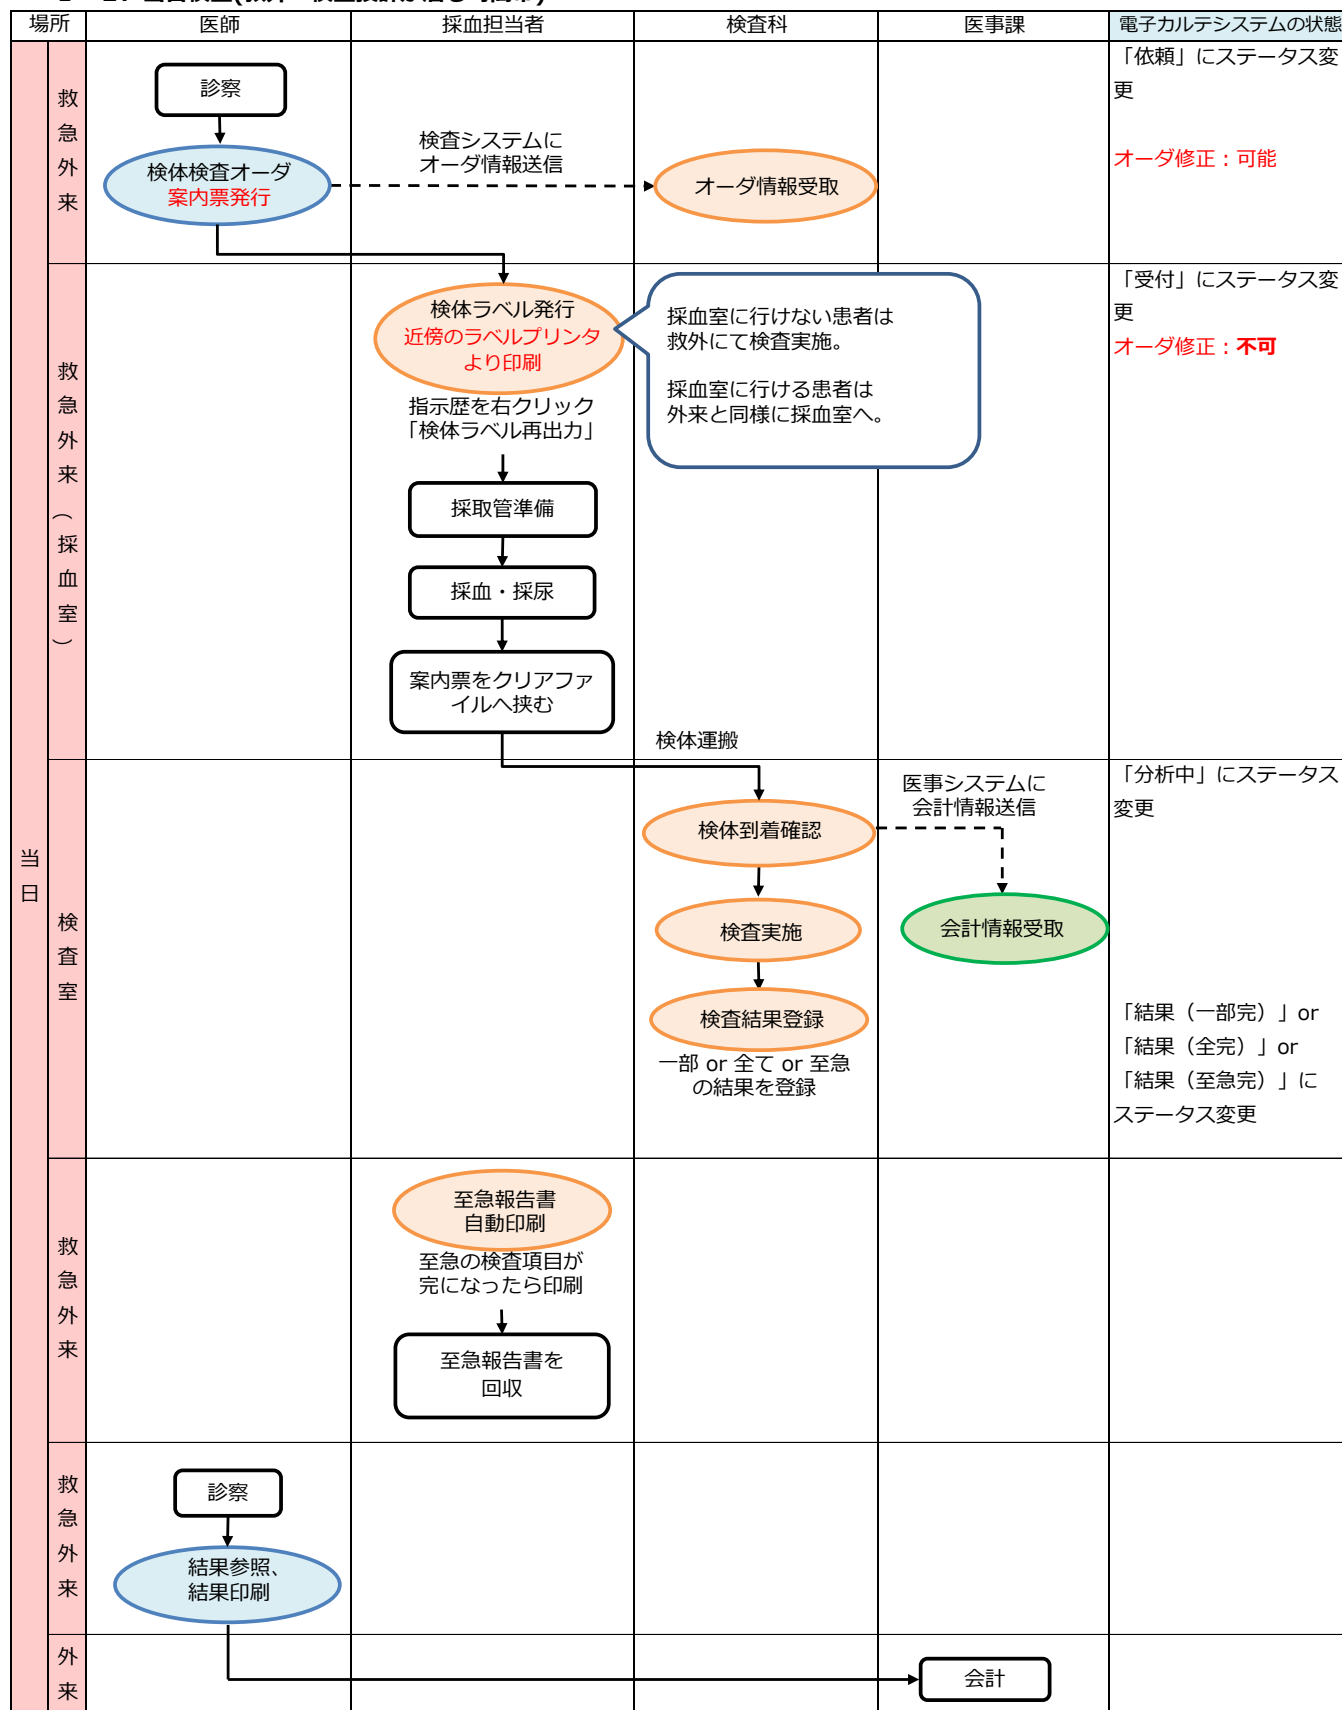 場所
医師
採血担当者
検査科
医事課
電子カルテシステムの状態
当日
救急外来
診察
検体検査オーダ
案内票発行
検査システムに
オーダ情報送信
オーダ情報受取
「依頼」にステータス変
更
オーダ修正：可能
救急外来（採血室）
検体ラベル発行
近傍のラベルプリンタ
より印刷
指示歴を右クリック
「検体ラベル再出力」
採血室に行けない患者は
救外にて検査実施。
採血室に行ける患者は
外来と同様に採血室へ。
「受付」にステータス変
更
オーダ修正：不可
採取管準備
採血・採尿
案内票をクリアファ
イルへ挟む
検体運搬
検査室
検体到着確認
医事システムに
会計情報送信
「分析中」にステータス
変更
検査実施
会計情報受取
検査結果登録
一部 or 全て or 至急
の結果を登録
「結果（一部完）」or
「結果（全完）」or
「結果（至急完）」に
ステータス変更
救急外来
至急報告書
自動印刷
至急の検査項目が
完になったら印刷
至急報告書を
回収
救急外来
診察
結果参照、
結果印刷
外来
会計